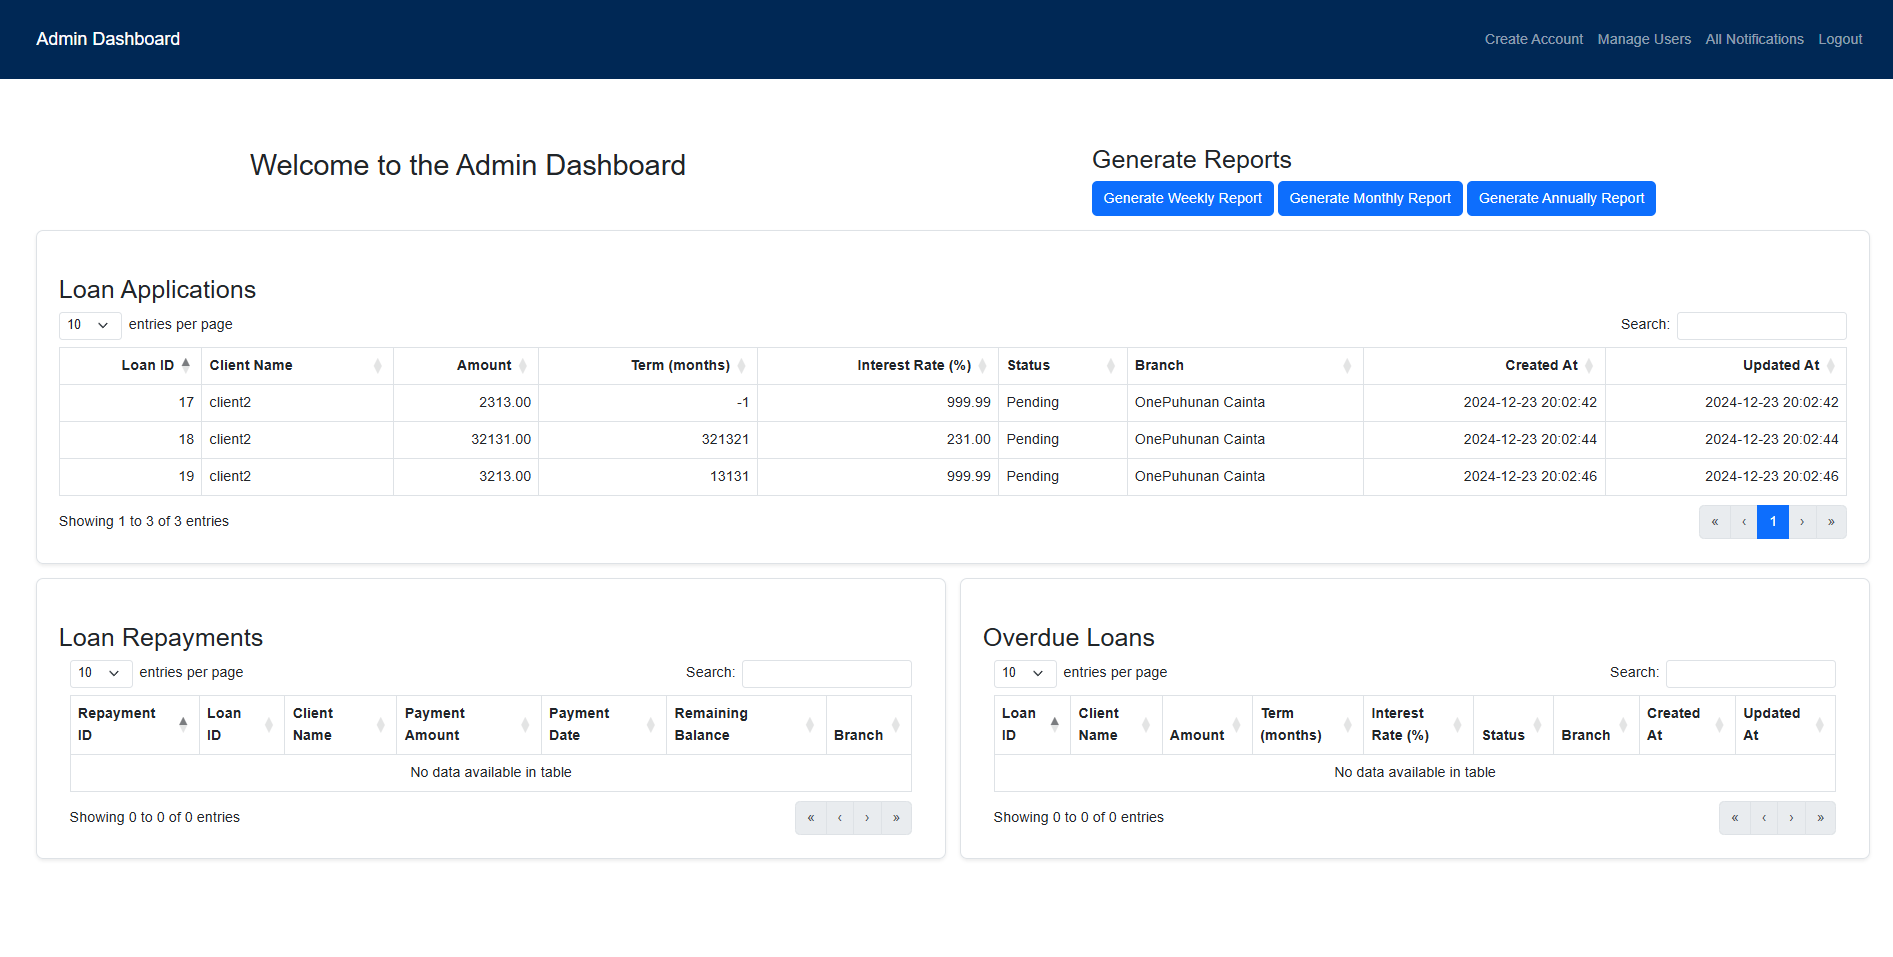 Admin Dashboard Create Account Manage Users All Notifications Logout
Welcome to the Admin Dashboard
Generate Reports
Generate Weekly Report Generate Monthly Report Generate Annually Report
Loan Applications
10 entries per page Search:
Loan ID Client Name Amount Term (months) Interest Rate (%) Status Branch Created At Updated At
17 client2 2313.00 -1 999.99 Pending OnePuhunan Cainta 2024-12-23 20:02:42 2024-12-23 20:02:42
18 client2 32131.00 321321 231.00 Pending OnePuhunan Cainta 2024-12-23 20:02:44 2024-12-23 20:02:44
19 client2 3213.00 13131 999.99 Pending OnePuhunan Cainta 2024-12-23 20:02:46 2024-12-23 20:02:46
Showing 1 to 3 of 3 entries « ‹ 1 › »
Loan Repayments
10 entries per page Search:
Repayment ID Loan ID Client Name Payment Amount Payment Date Remaining Balance Branch
No data available in table
Showing 0 to 0 of 0 entries « ‹ › »
Overdue Loans
10 entries per page Search:
Loan ID Client Name Amount Term (months) Interest Rate (%) Status Branch Created At Updated At
No data available in table
Showing 0 to 0 of 0 entries « ‹ › »